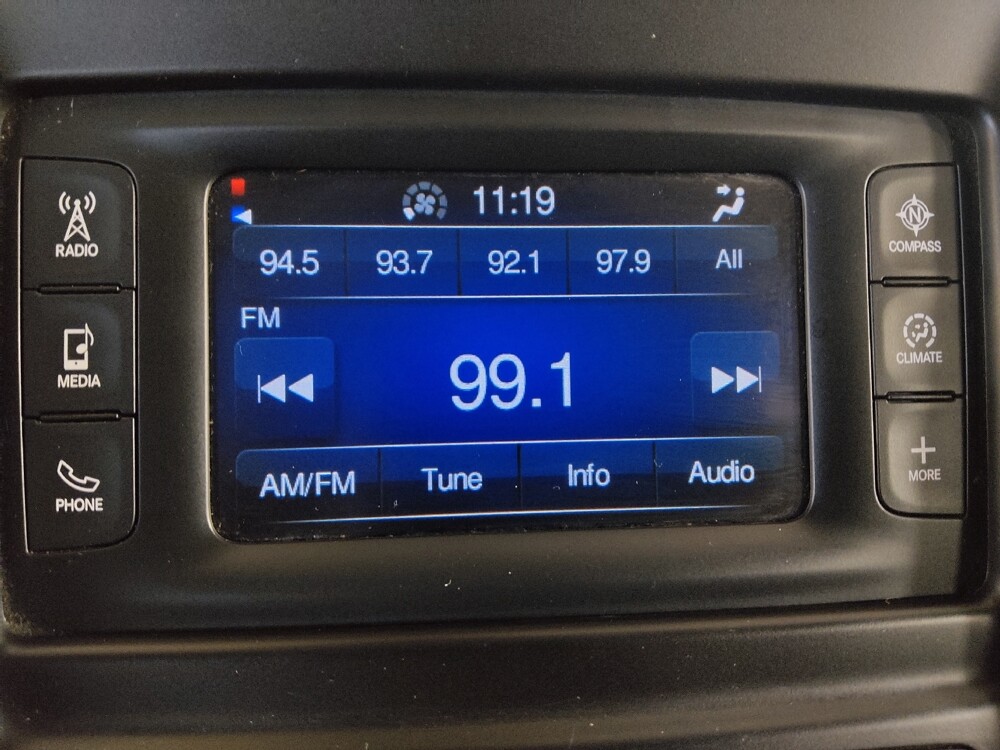 11:19
94.5 93.7 92.1 97.9 All
FM
99.1
AM/FM Tune Info Audio
RADIO
MEDIA
PHONE
N
COMPASS
CLIMATE
MORE